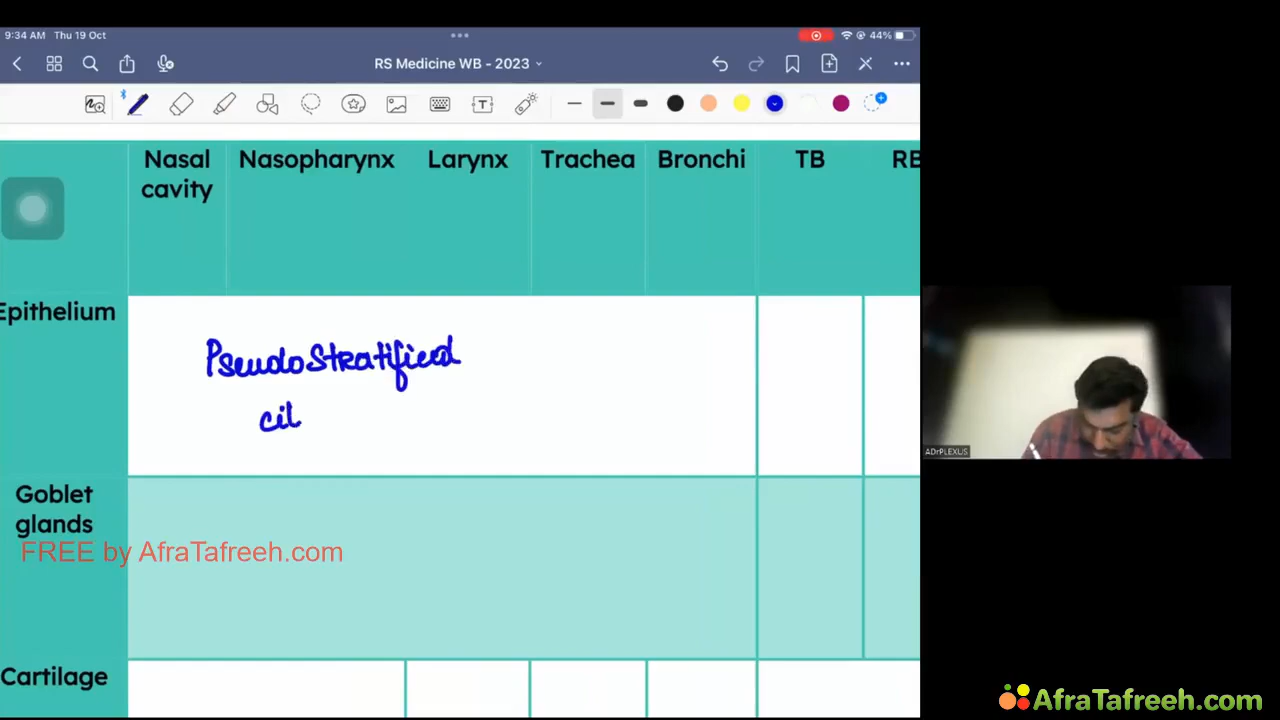 9:34 AM Thu 19 Oct
44%
RS Medicine WB - 2023
Nasal cavity
Nasopharynx
Larynx
Trachea
Bronchi
TB
RB
Epithelium
PseudoStratified
cil
Goblet glands
FREE by AfraTafreeh.com
Cartilage
ADrPLEXUS
AfraTafreeh.com